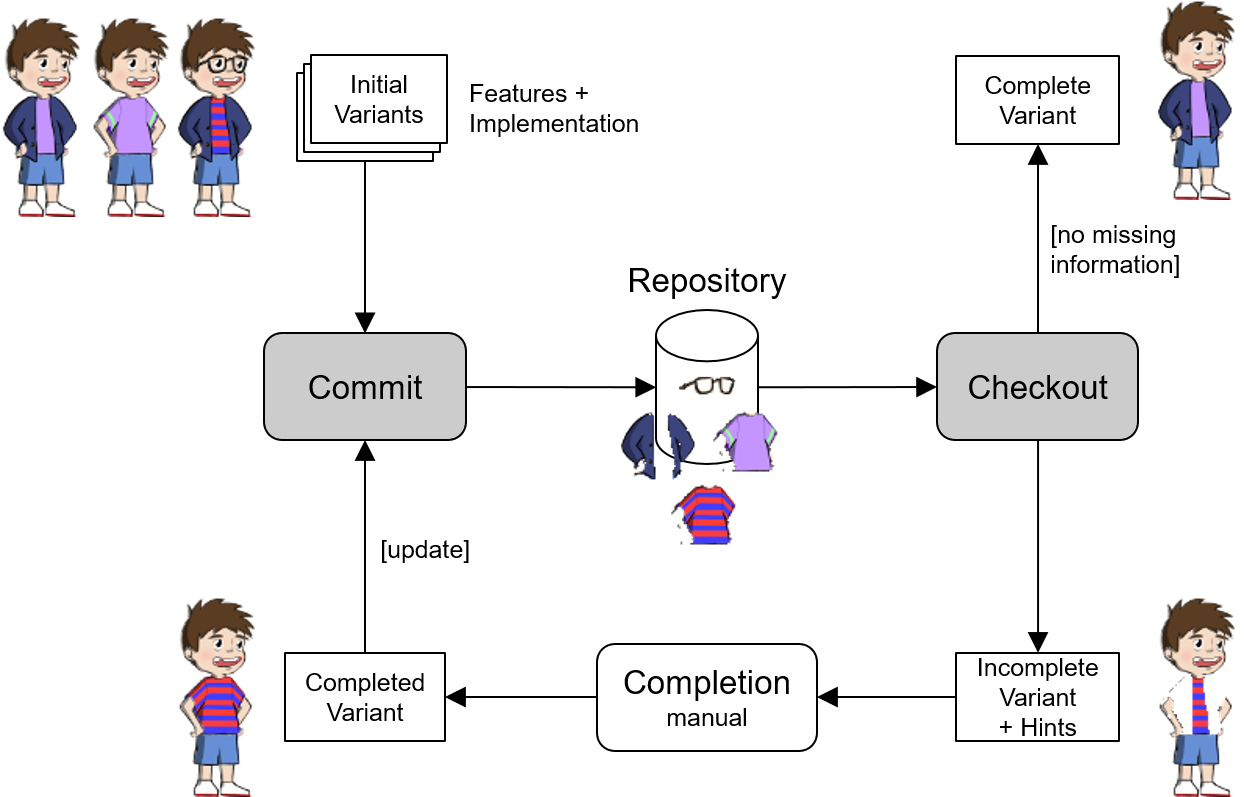 Initial
Variants
Features +
Implementation
Complete
Variant
[no missing
information]
Repository
Commit
Checkout
[update]
Completed
Variant
Completion
manual
Incomplete
Variant
+ Hints